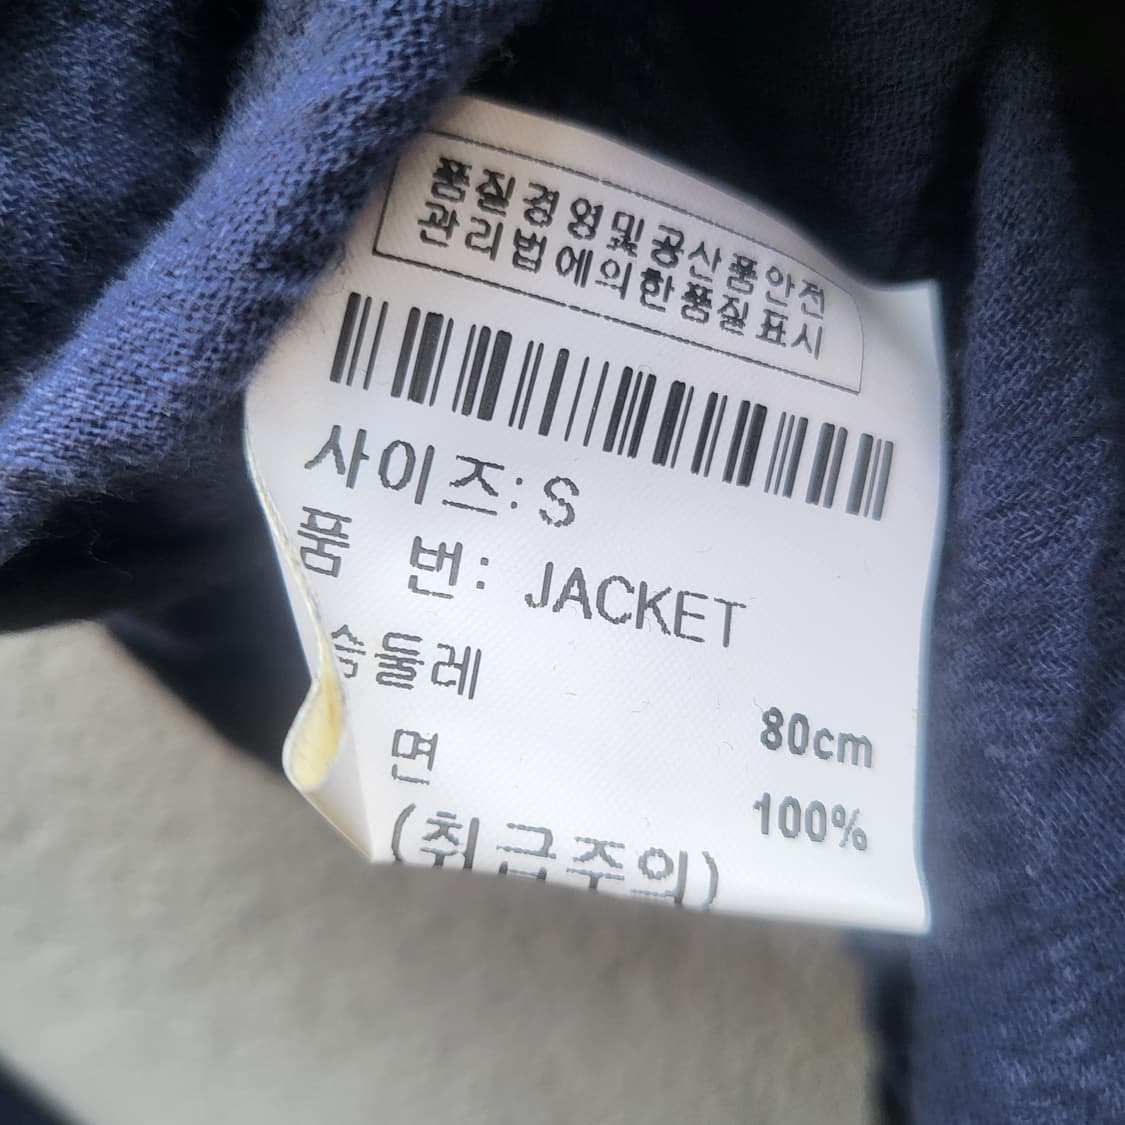 품질경영및공산품안전
관리법에의한품질표시
사이즈:S
품 번: JACKET
슴둘레 80cm
면 100%
(취급주의)